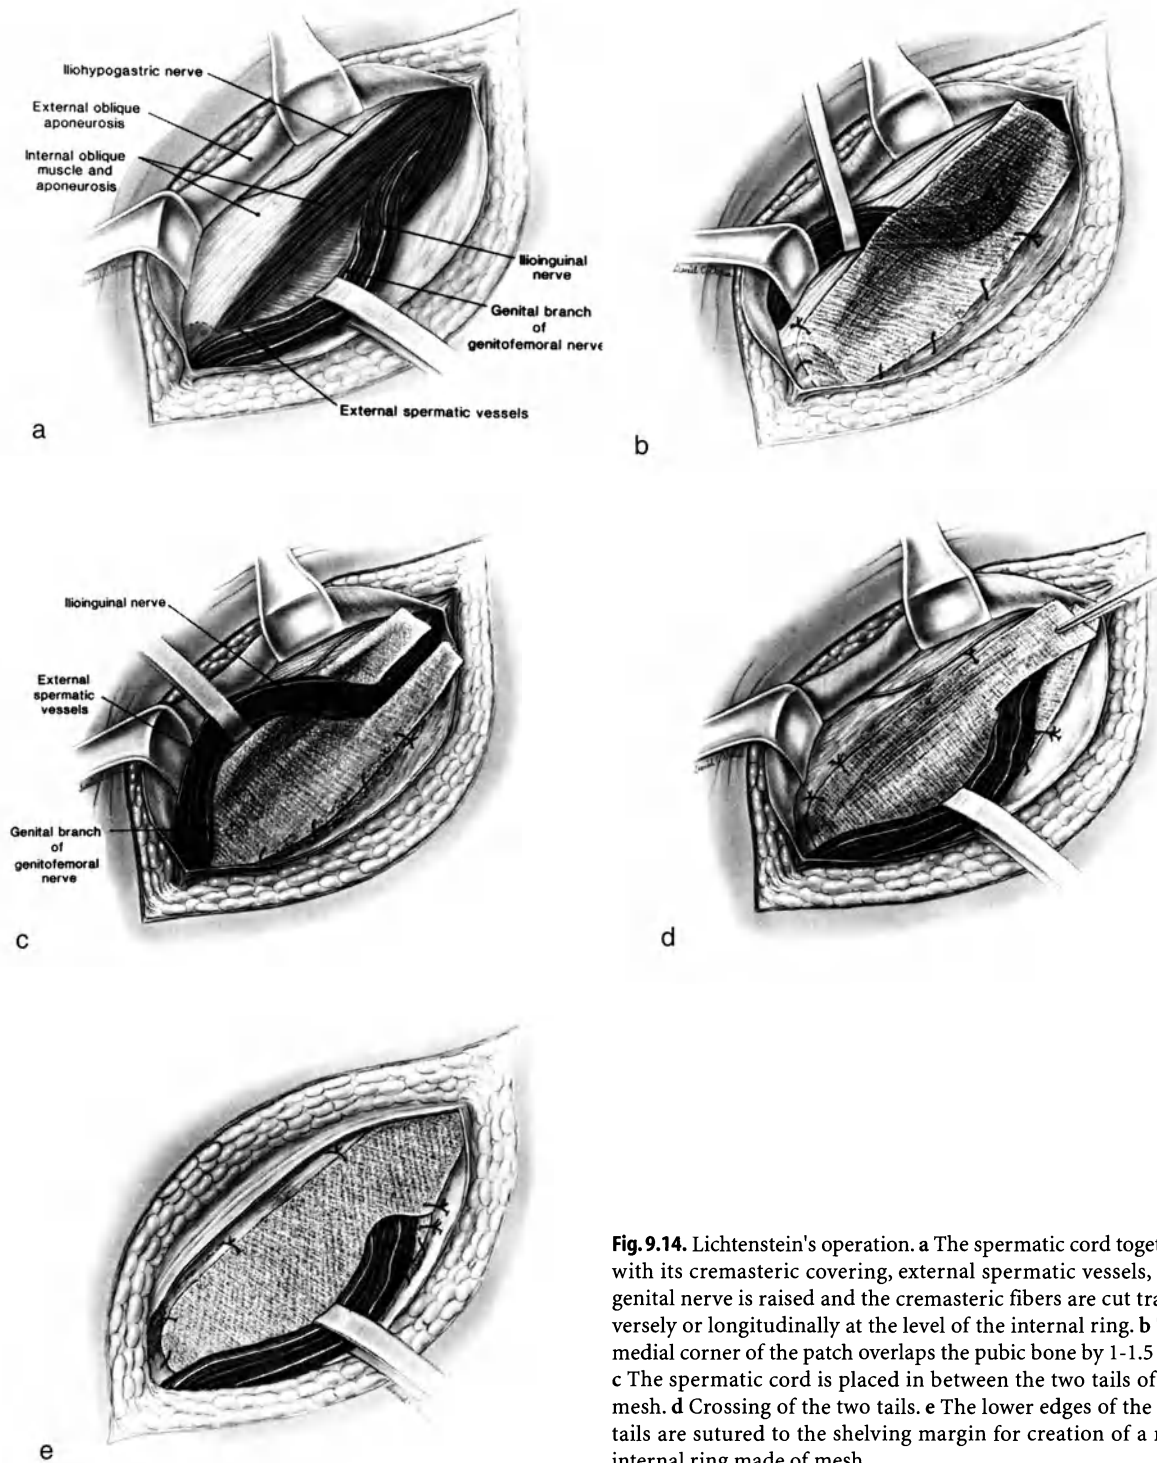 Iliohypogastric nerve
External oblique
aponeurosis
Internal oblique
muscle and
aponeurosis
Ilioinguinal
nerve
Genital branch
of
genitofemoral nerve
External spermatic vessels
a
b
Ilioinguinal nerve
External
spermatic
vessels
Genital branch
of
genitofemoral
nerve
c
d
e
Fig. 9.14. Lichtenstein's operation. a The spermatic cord toget
with its cremasteric covering, external spermatic vessels,
genital nerve is raised and the cremasteric fibers are cut tra
versely or longitudinally at the level of the internal ring. b
medial corner of the patch overlaps the pubic bone by 1-1.5
c The spermatic cord is placed in between the two tails of
mesh. d Crossing of the two tails. e The lower edges of the
tails are sutured to the shelving margin for creation of a
internal ring made of mesh